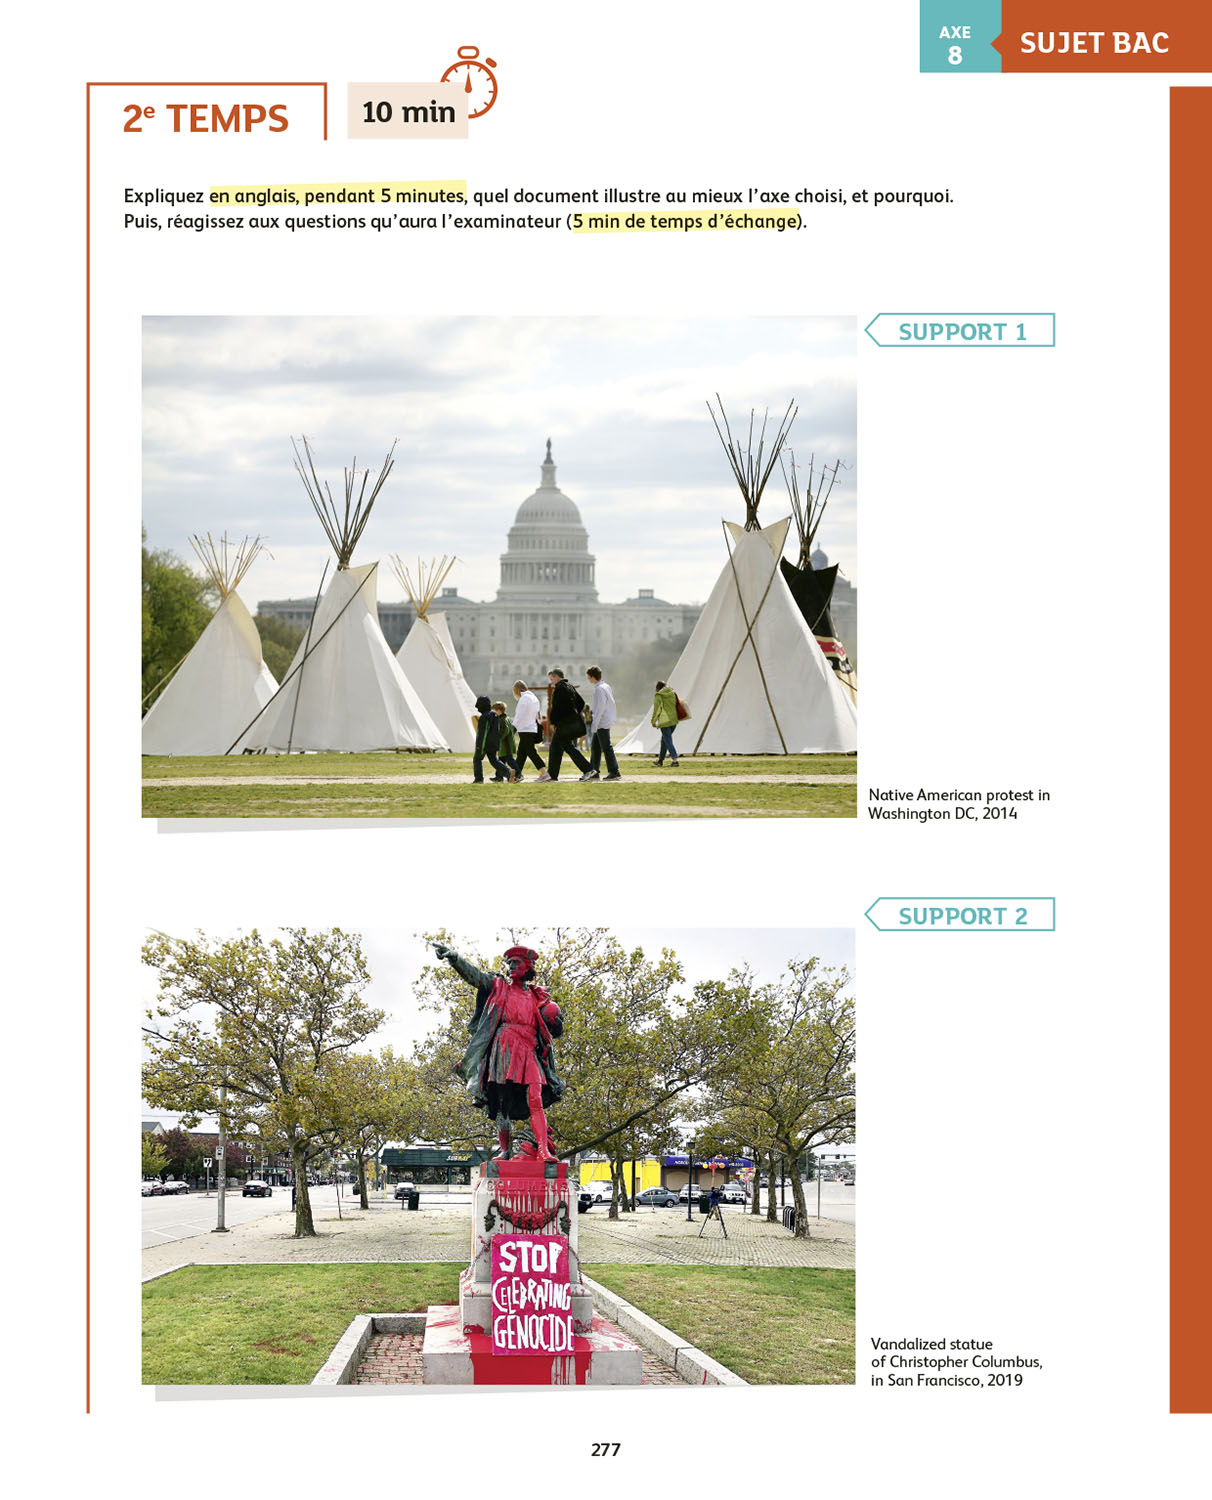 AXE
8
SUJET BAC
2e TEMPS
10 min
Expliquez en anglais, pendant 5 minutes, quel document illustre au mieux l’axe choisi, et pourquoi.
Puis, réagissez aux questions qu’aura l’examinateur (5 min de temps d’échange).
SUPPORT 1
Native American protest in
Washington DC, 2014
SUPPORT 2
SUBWAY
STOP
CELEBRATING
GENOCIDE
Vandalized statue
of Christopher Columbus,
in San Francisco, 2019
277